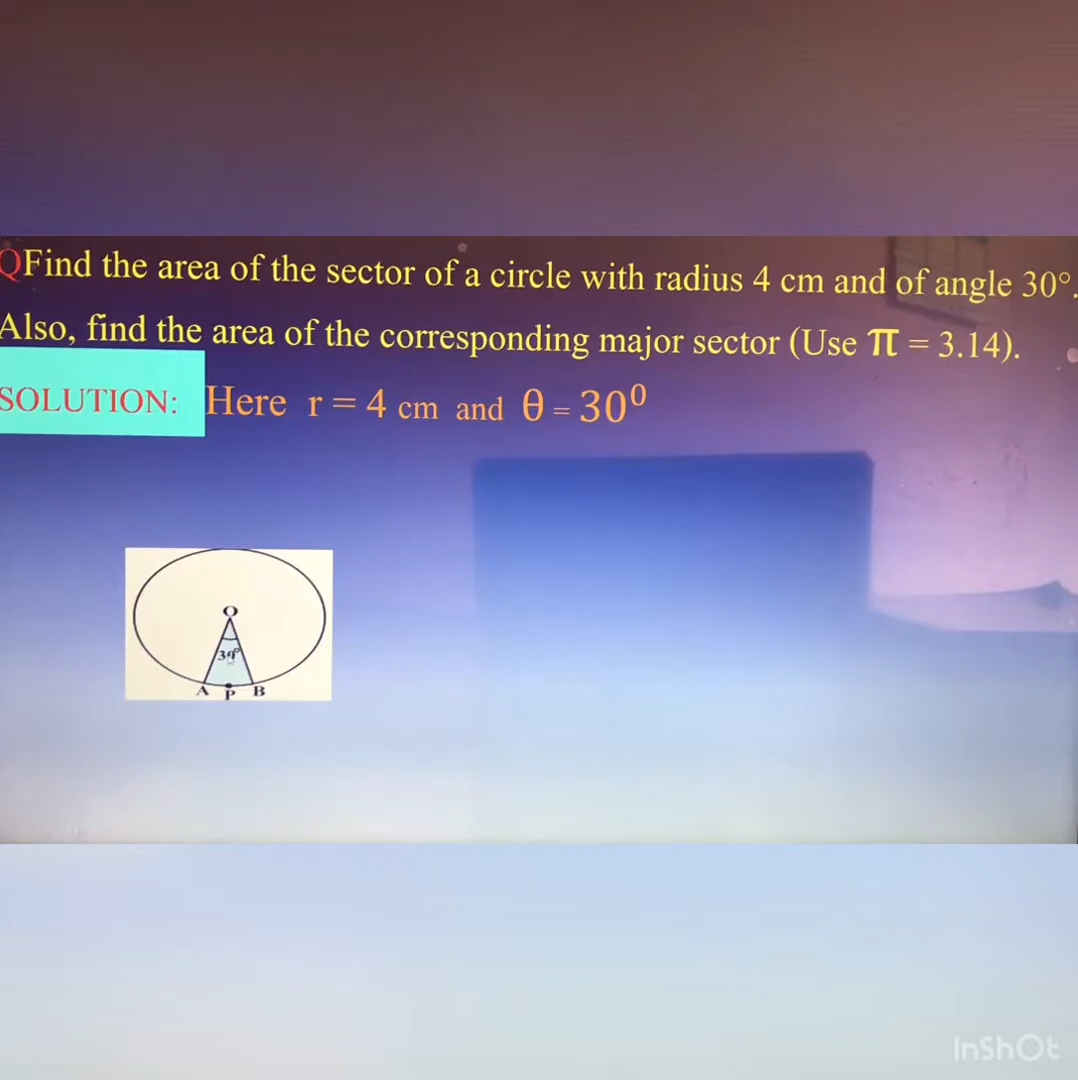 QFind the area of the sector of a circle with radius 4 cm and of angle 30°.
Also, find the area of the corresponding major sector (Use π = 3.14).
SOLUTION: Here r = 4 cm and θ = 30⁰
O
30°
A P B
InShOt